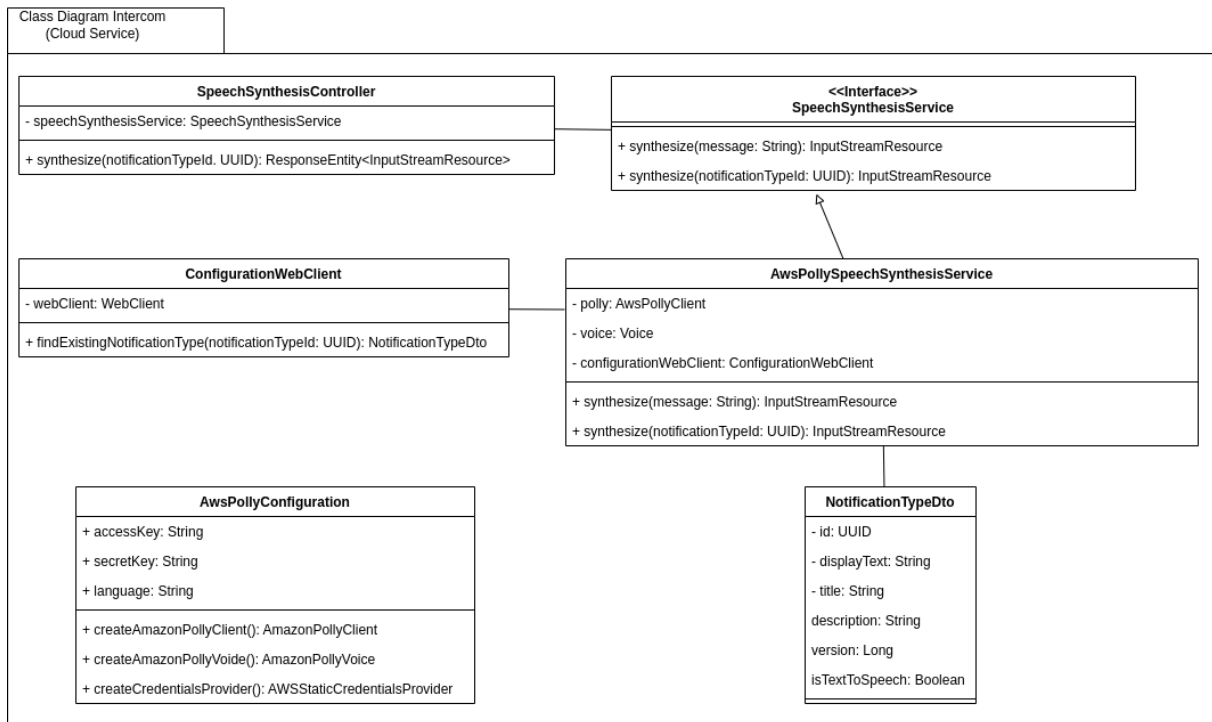 Class Diagram Intercom
(Cloud Service)
SpeechSynthesisController
- speechSynthesisService: SpeechSynthesisService
+ synthesize(notificationTypeId. UUID): ResponseEntity<InputStreamResource>
<<Interface>>
SpeechSynthesisService
+ synthesize(message: String): InputStreamResource
+ synthesize(notificationTypeId: UUID): InputStreamResource
ConfigurationWebClient
- webClient: WebClient
+ findExistingNotificationType(notificationTypeId: UUID): NotificationTypeDto
AwsPollySpeechSynthesisService
- polly: AwsPollyClient
- voice: Voice
- configurationWebClient: ConfigurationWebClient
+ synthesize(message: String): InputStreamResource
+ synthesize(notificationTypeId: UUID): InputStreamResource
AwsPollyConfiguration
+ accessKey: String
+ secretKey: String
+ language: String
+ createAmazonPollyClient(): AmazonPollyClient
+ createAmazonPollyVoide(): AmazonPollyVoice
+ createCredentialsProvider(): AWSStaticCredentialsProvider
NotificationTypeDto
- id: UUID
- displayText: String
- title: String
description: String
version: Long
isTextToSpeech: Boolean